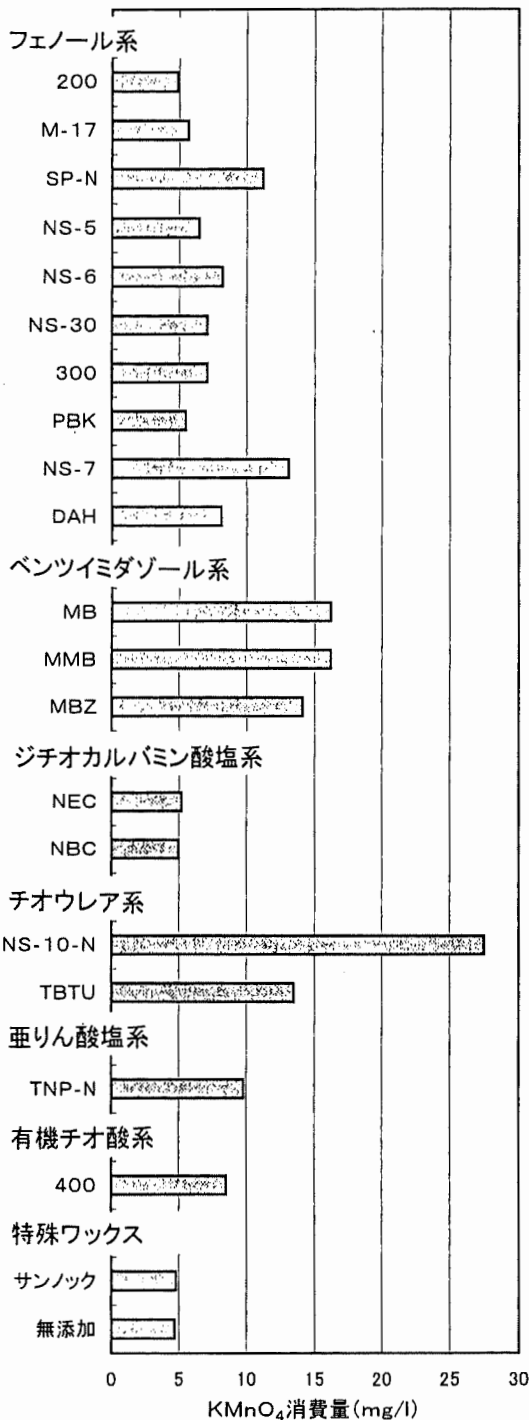 フェノール系
200
M-17
SP-N
NS-5
NS-6
NS-30
300
PBK
NS-7
DAH
ベンツイミダゾール系
MB
MMB
MBZ
ジチオカルバミン酸塩系
NEC
NBC
チオウレア系
NS-10-N
TBTU
亜りん酸塩系
TNP-N
有機チオ酸系
400
特殊ワックス
サンノック
無添加
0 5 10 15 20 25 30
KMnO₄消費量(mg/l)